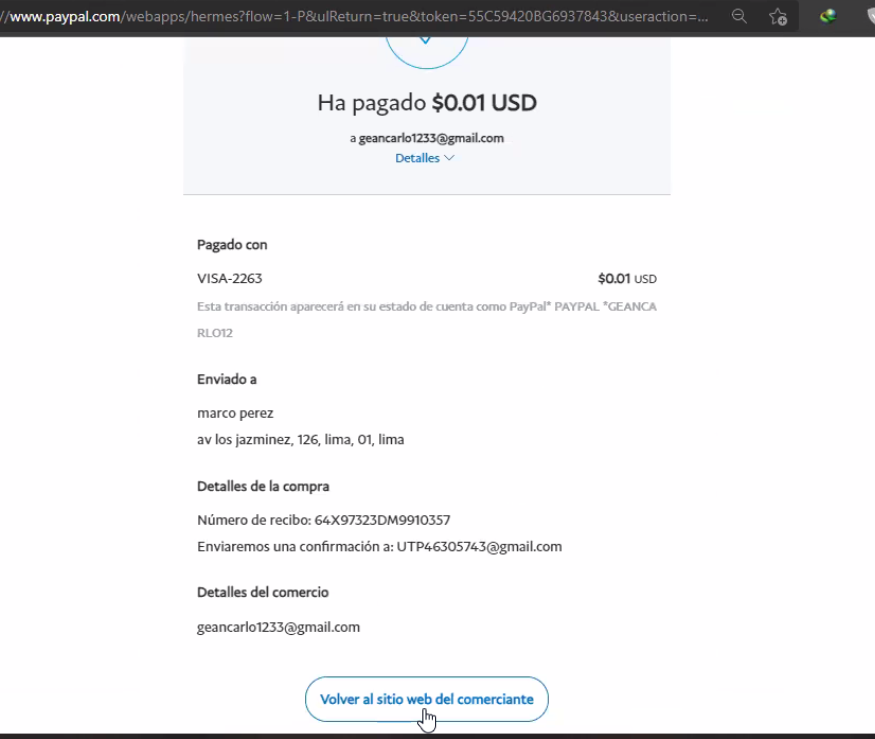 //www.paypal.com/webapps/hermes?flow=1-P&ulReturn=true&token=55C59420BG6937843&useraction=...
Ha pagado $0.01 USD
a geancarlo1233@gmail.com
Detalles
Pagado con
VISA-2263 $0.01 USD
Esta transacción aparecerá en su estado de cuenta como PayPal* PAYPAL *GEANCA
RLO12
Enviado a
marco perez
av los jazminez, 126, lima, 01, lima
Detalles de la compra
Número de recibo: 64X97323DM9910357
Enviaremos una confirmación a: UTP46305743@gmail.com
Detalles del comercio
geancarlo1233@gmail.com
Volver al sitio web del comerciante